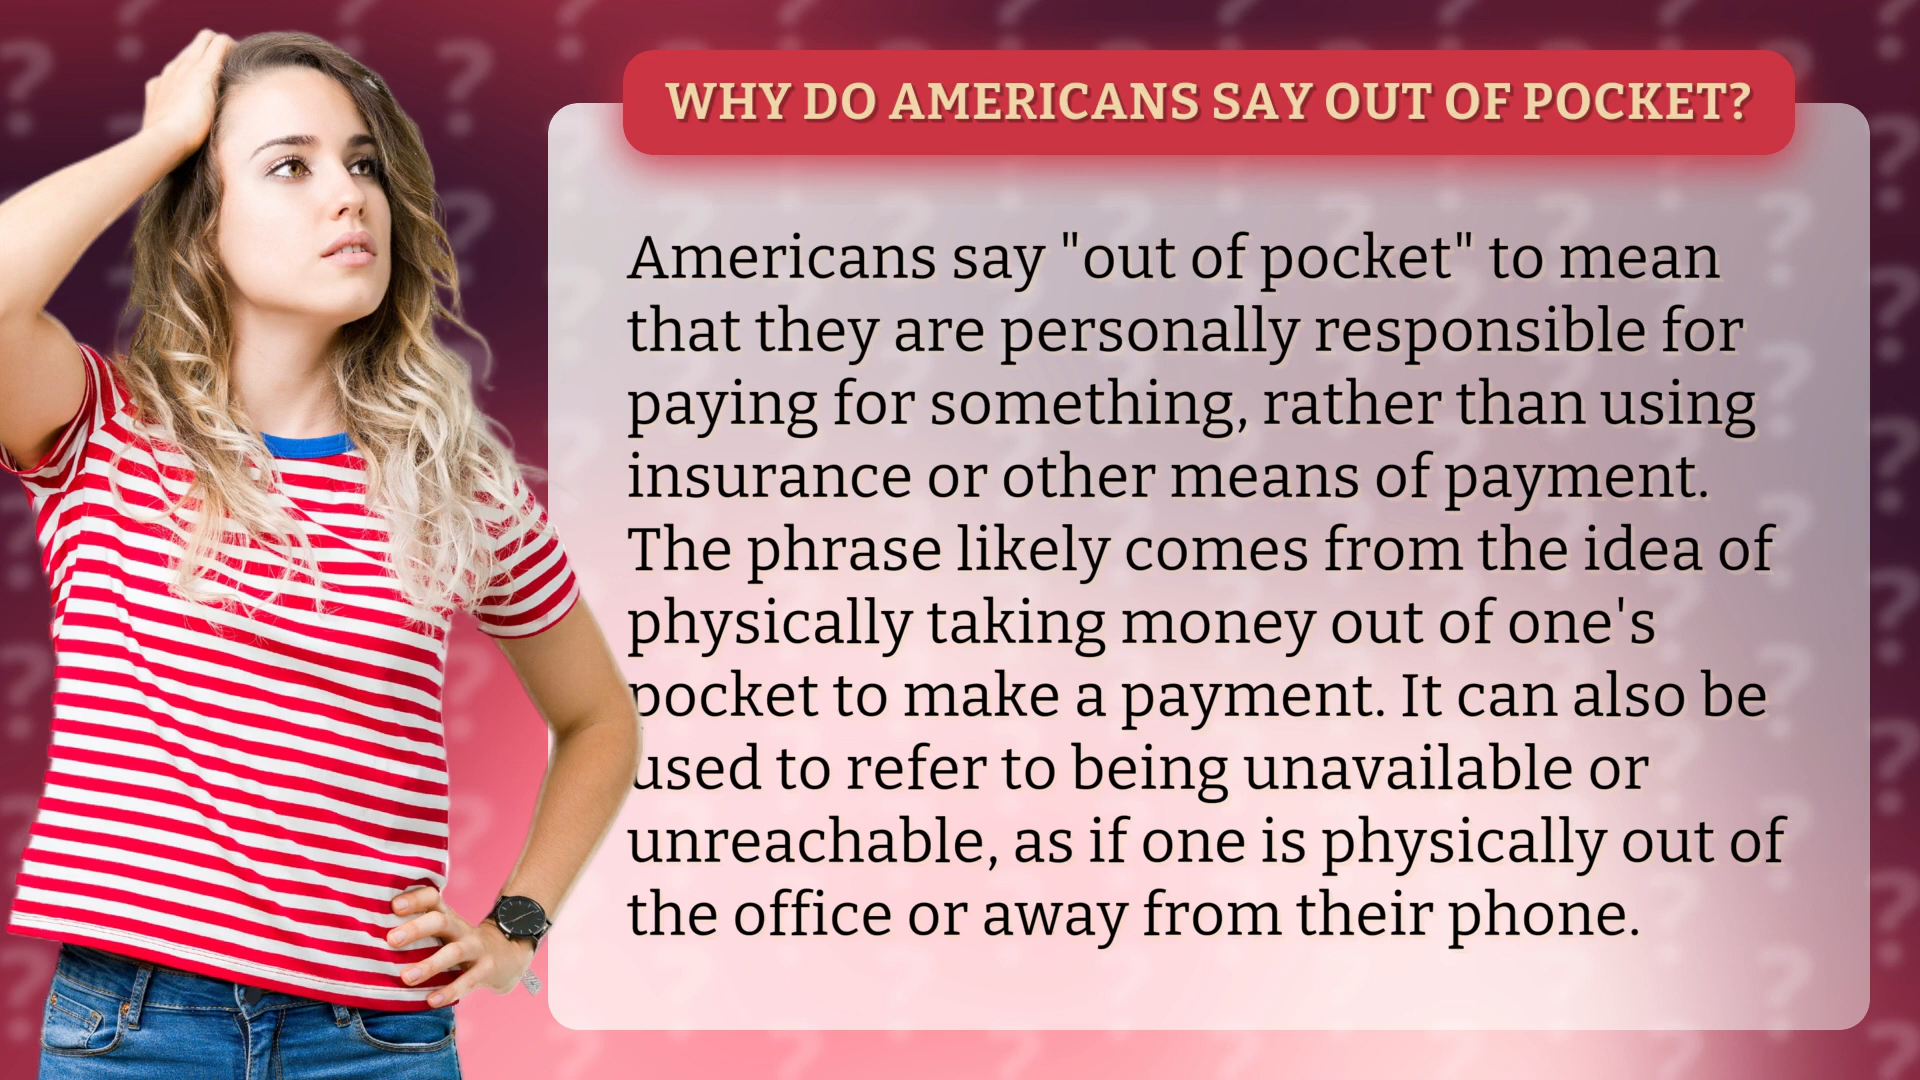 WHY DO AMERICANS SAY OUT OF POCKET?
Americans say "out of pocket" to mean
that they are personally responsible for
paying for something, rather than using
insurance or other means of payment.
The phrase likely comes from the idea of
physically taking money out of one's
pocket to make a payment. It can also be
used to refer to being unavailable or
unreachable, as if one is physically out of
the office or away from their phone.